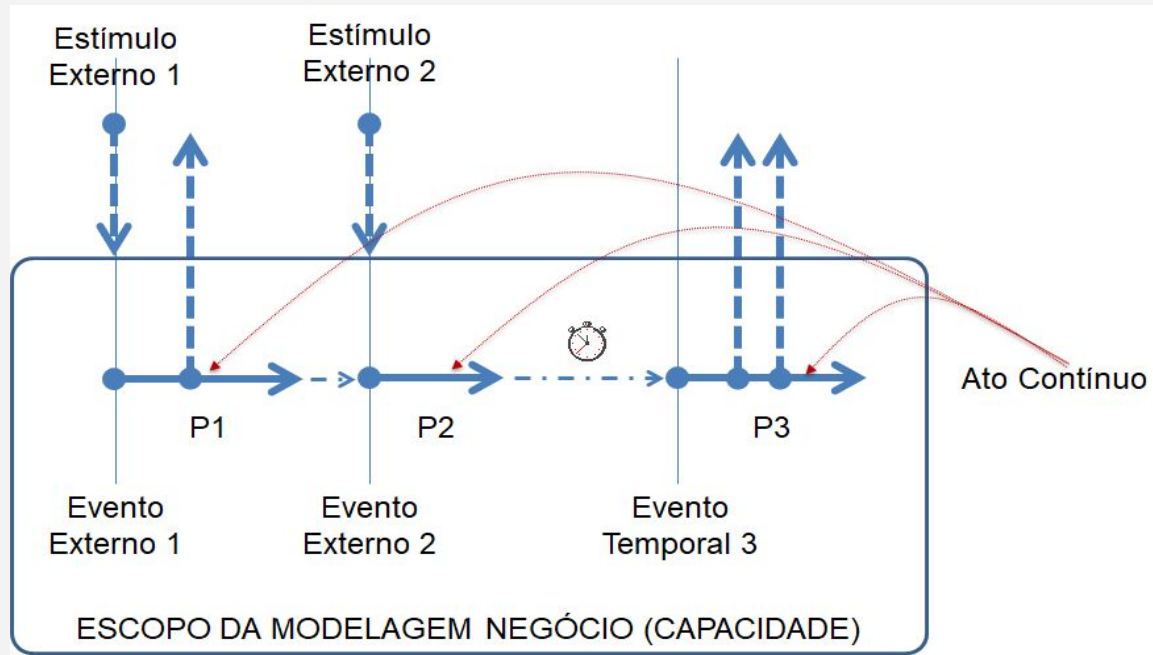 Estímulo
Externo 1
Estímulo
Externo 2
Ato Contínuo
P1
P2
P3
Evento
Externo 1
Evento
Externo 2
Evento
Temporal 3
ESCOPO DA MODELAGEM NEGÓCIO (CAPACIDADE)